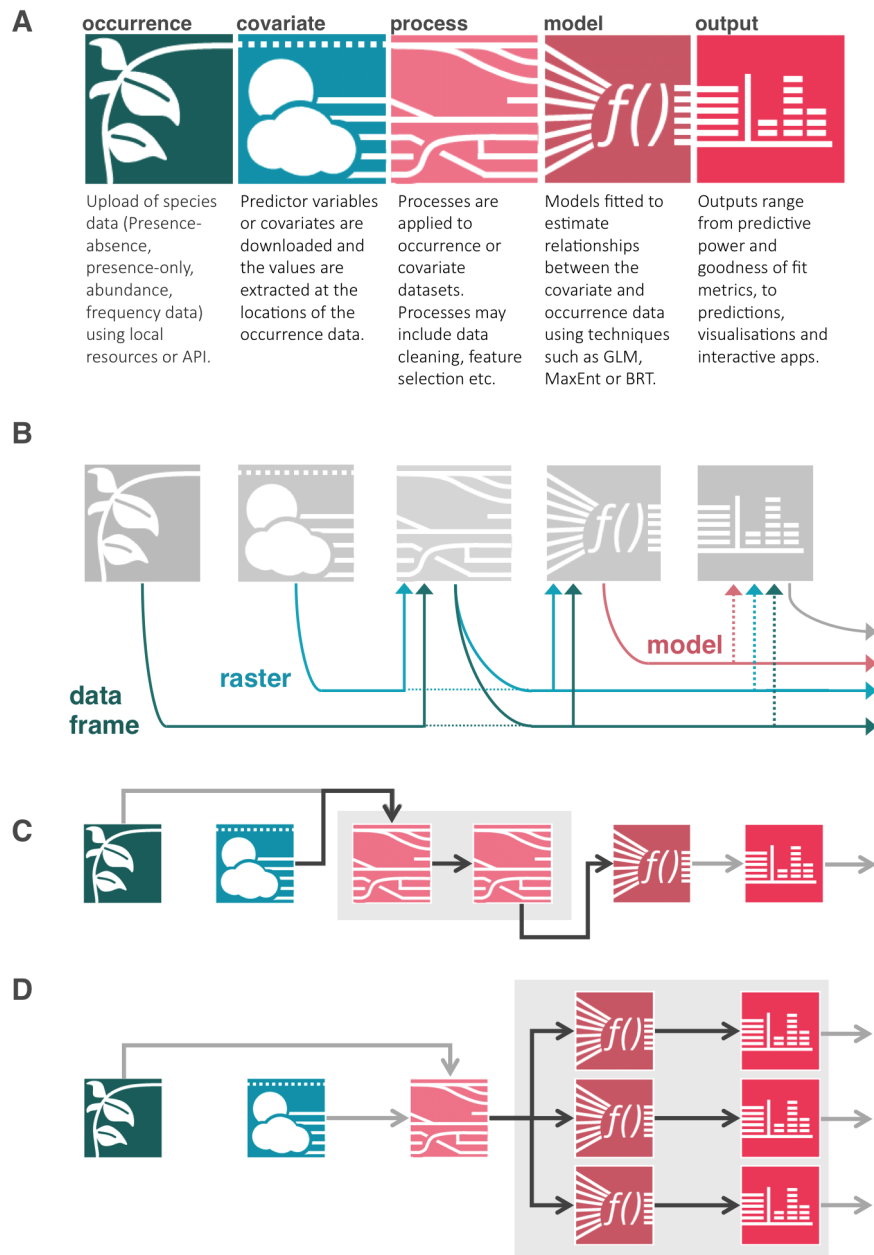 A
occurrence
covariate
process
model
output
f()
Upload of species
data (Presence-
absence,
presence-only,
abundance,
frequency data)
using local
resources or API.
Predictor variables
or covariates are
downloaded and
the values are
extracted at the
locations of the
occurrence data.
Processes are
applied to
occurrence or
covariate
datasets.
Processes may
include data
cleaning, feature
selection etc.
Models fitted to
estimate
relationships
between the
covariate and
occurrence data
using techniques
such as GLM,
MaxEnt or BRT.
Outputs range
from predictive
power and
goodness of fit
metrics, to
predictions,
visualisations and
interactive apps.
B
f()
model
raster
data
frame
C
f()
D
f()
f()
f()